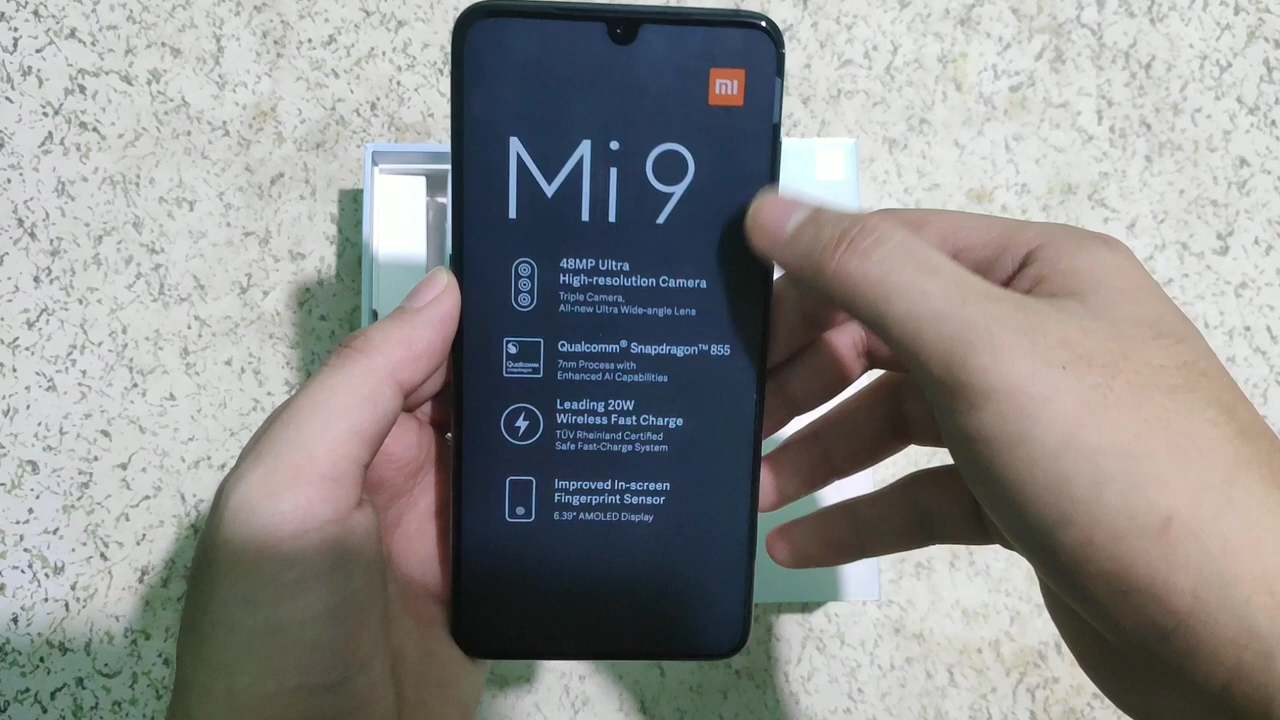 mi
Mi 9
48MP Ultra
High-resolution Camera
Triple Camera,
All-new Ultra Wide-angle Lens
Qualcomm
snapdragon
Qualcomm® Snapdragon™ 855
7nm Process with
Enhanced AI Capabilities
Leading 20W
Wireless Fast Charge
TÜV Rheinland Certified
Safe Fast-Charge System
Improved In-screen
Fingerprint Sensor
6.39" AMOLED Display